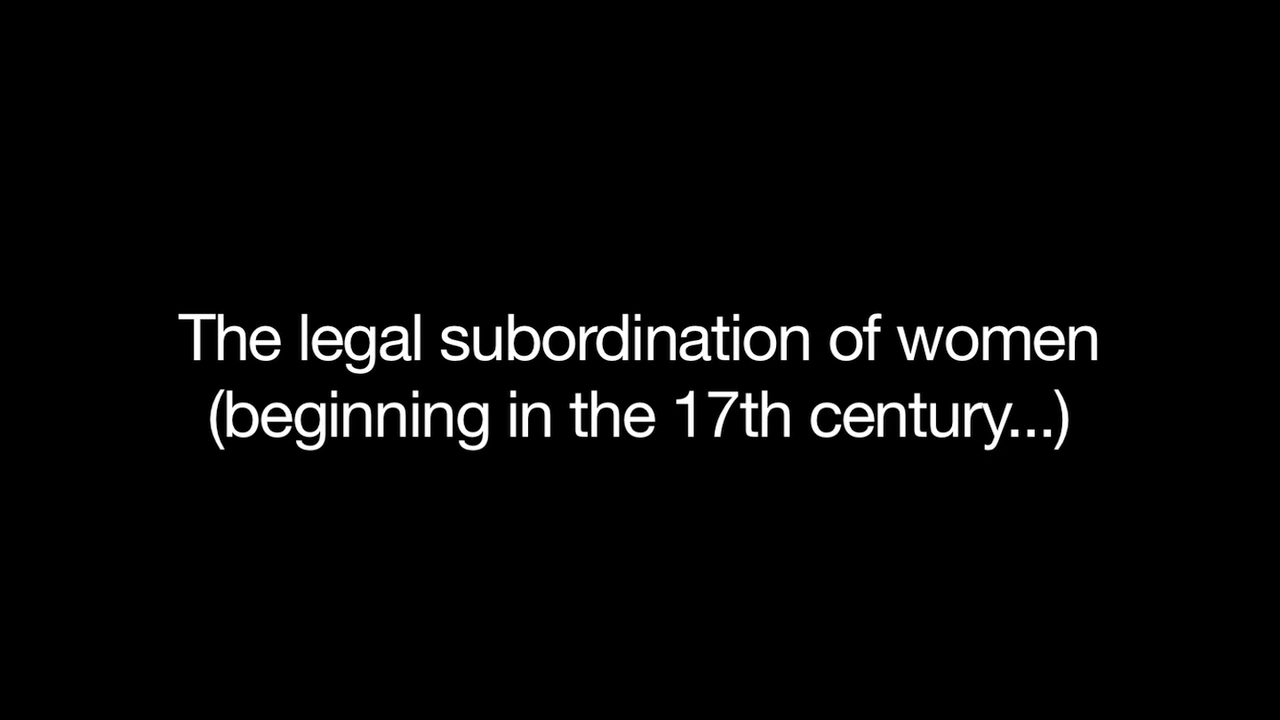 The legal subordination of women
(beginning in the 17th century...)